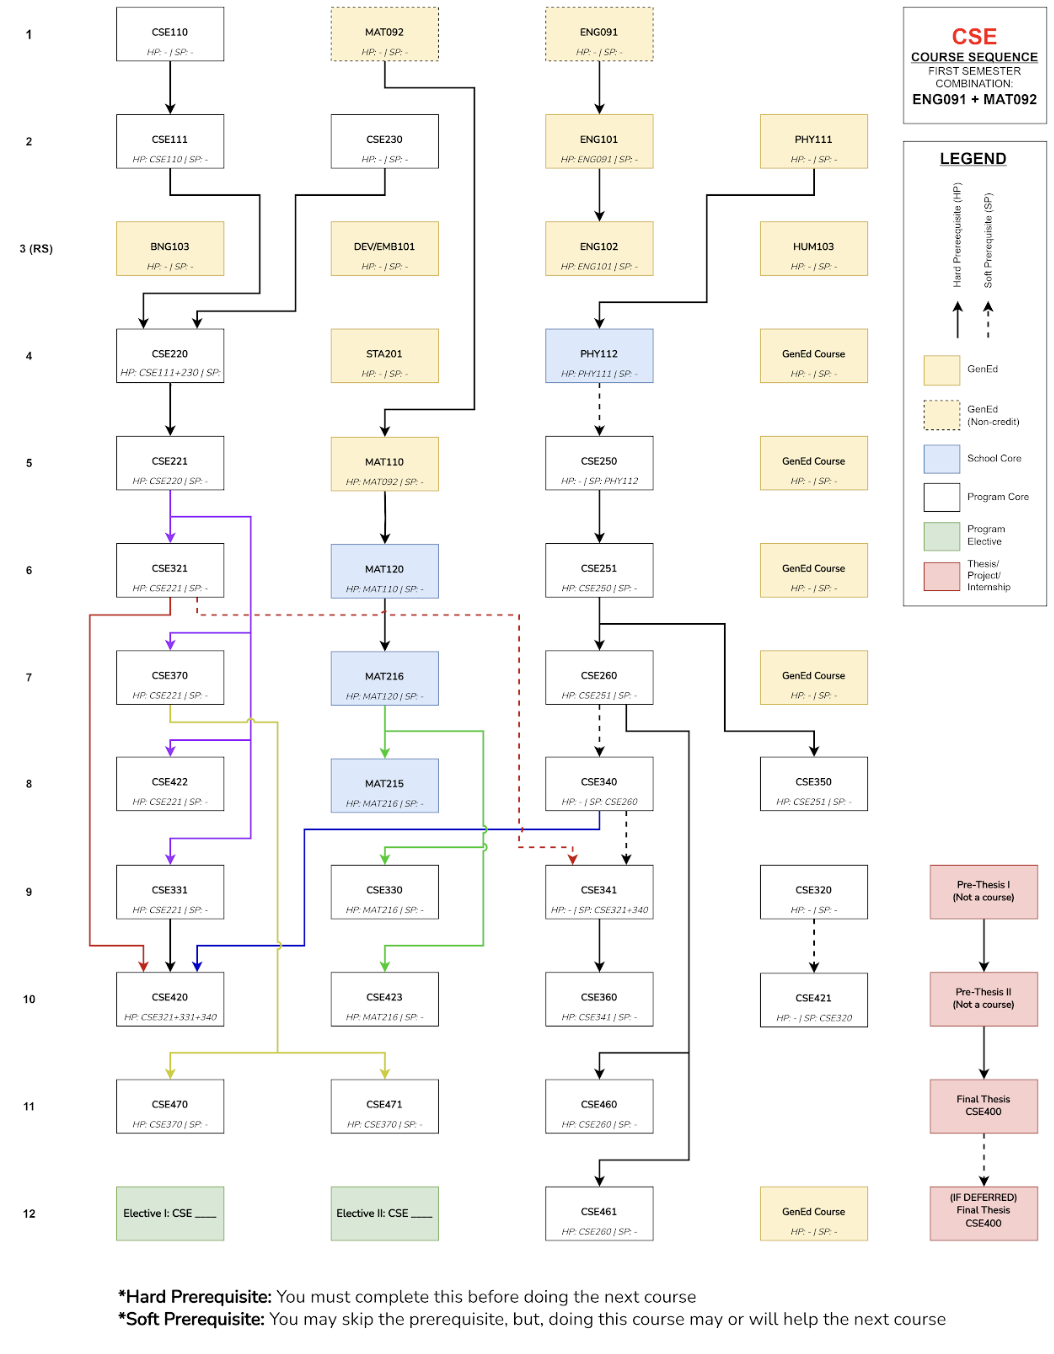 1
CSE110
HP: - | SP: -
MAT092
HP: - | SP: -
ENG091
HP: - | SP: -
CSE
COURSE SEQUENCE
FIRST SEMESTER
COMBINATION:
ENG091 + MAT092
2
CSE111
HP: CSE110 | SP: -
CSE230
HP: - | SP: -
ENG101
HP: ENG091 | SP: -
PHY111
HP: - | SP: -
3 (RS)
BNG103
HP: - | SP: -
DEV/EMB101
HP: - | SP: -
ENG102
HP: ENG101 | SP: -
HUM103
HP: - | SP: -
4
CSE220
HP: CSE111+230 | SP:
STA201
HP: - | SP: -
PHY112
HP: PHY111 | SP: -
GenEd Course
HP: - | SP: -
5
CSE221
HP: CSE220 | SP: -
MAT110
HP: MAT092 | SP: -
CSE250
HP: - | SP: PHY112
GenEd Course
HP: - | SP: -
6
CSE321
HP: CSE221 | SP: -
MAT120
HP: MAT110 | SP: -
CSE251
HP: CSE250 | SP: -
GenEd Course
HP: - | SP: -
7
CSE370
HP: CSE221 | SP: -
MAT216
HP: MAT120 | SP: -
CSE260
HP: CSE251 | SP: -
GenEd Course
HP: - | SP: -
8
CSE422
HP: CSE221 | SP: -
MAT215
HP: MAT216 | SP: -
CSE340
HP: - | SP: CSE260
CSE350
HP: CSE251 | SP: -
9
CSE331
HP: CSE221 | SP: -
CSE330
HP: MAT216 | SP: -
CSE341
HP: - | SP: CSE321+340
CSE320
HP: - | SP: -
Pre-Thesis I
(Not a course)
10
CSE420
HP: CSE321+331+340
CSE423
HP: MAT216 | SP: -
CSE360
HP: CSE341 | SP: -
CSE421
HP: - | SP: CSE320
Pre-Thesis II
(Not a course)
11
CSE470
HP: CSE370 | SP: -
CSE471
HP: CSE370 | SP: -
CSE460
HP: CSE260 | SP: -
Final Thesis
CSE400
12
Elective I: CSE ____
Elective II: CSE ____
CSE461
HP: CSE260 | SP: -
GenEd Course
HP: - | SP: -
(IF DEFERRED)
Final Thesis
CSE400
LEGEND
Hard Prereequisite (HP)
Soft Prerequisite (SP)
GenEd
GenEd
(Non-credit)
School Core
Program Core
Program
Elective
Thesis/
Project/
Internship
*Hard Prerequisite: You must complete this before doing the next course
*Soft Prerequisite: You may skip the prerequisite, but, doing this course may or will help the next course